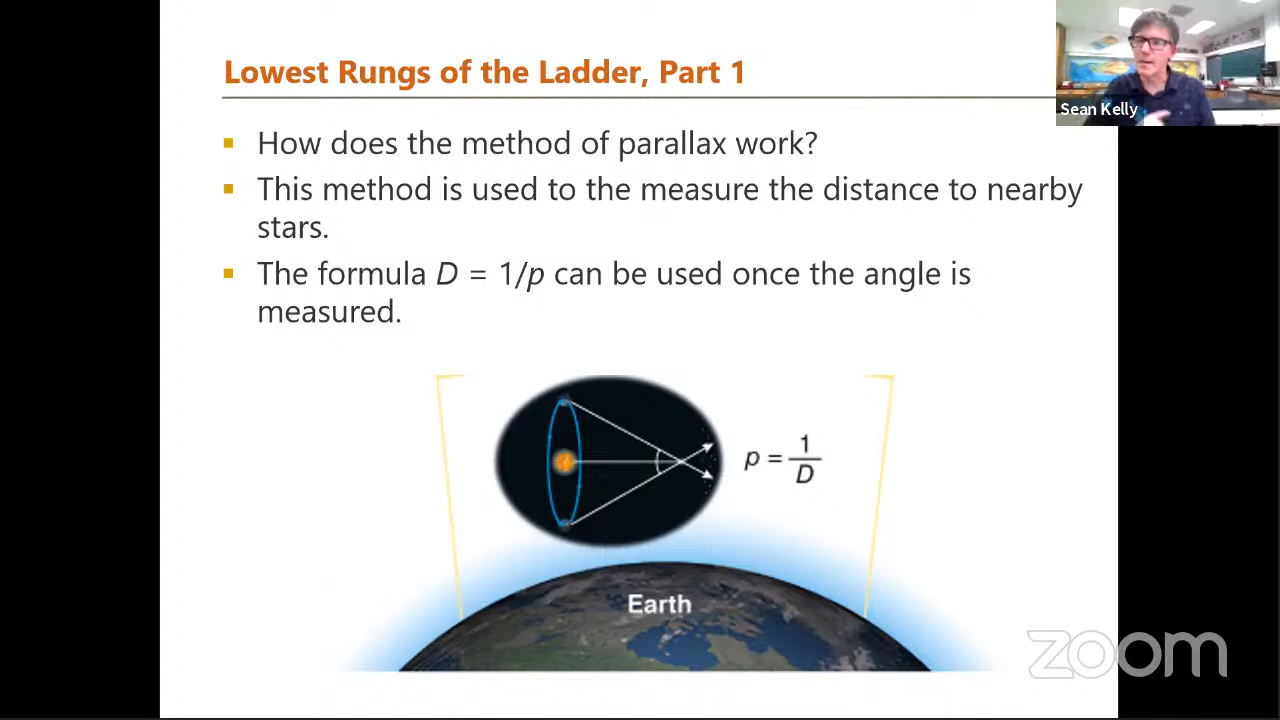 Lowest Rungs of the Ladder, Part 1
Sean Kelly
▪ How does the method of parallax work?
▪ This method is used to the measure the distance to nearby
stars.
▪ The formula D = 1/p can be used once the angle is
measured.
p = 1/D
Earth
zoom